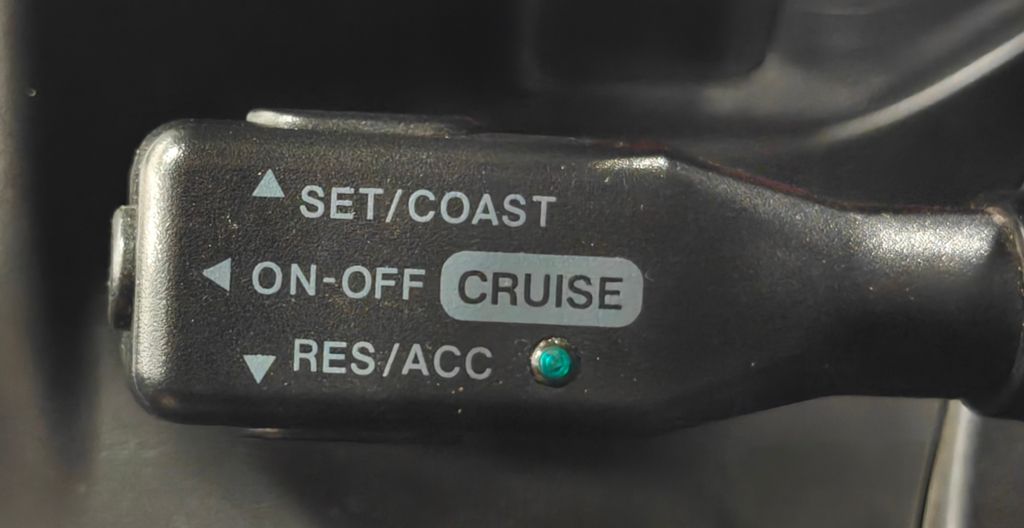 SET/COAST
ON-OFF CRUISE
RES/ACC